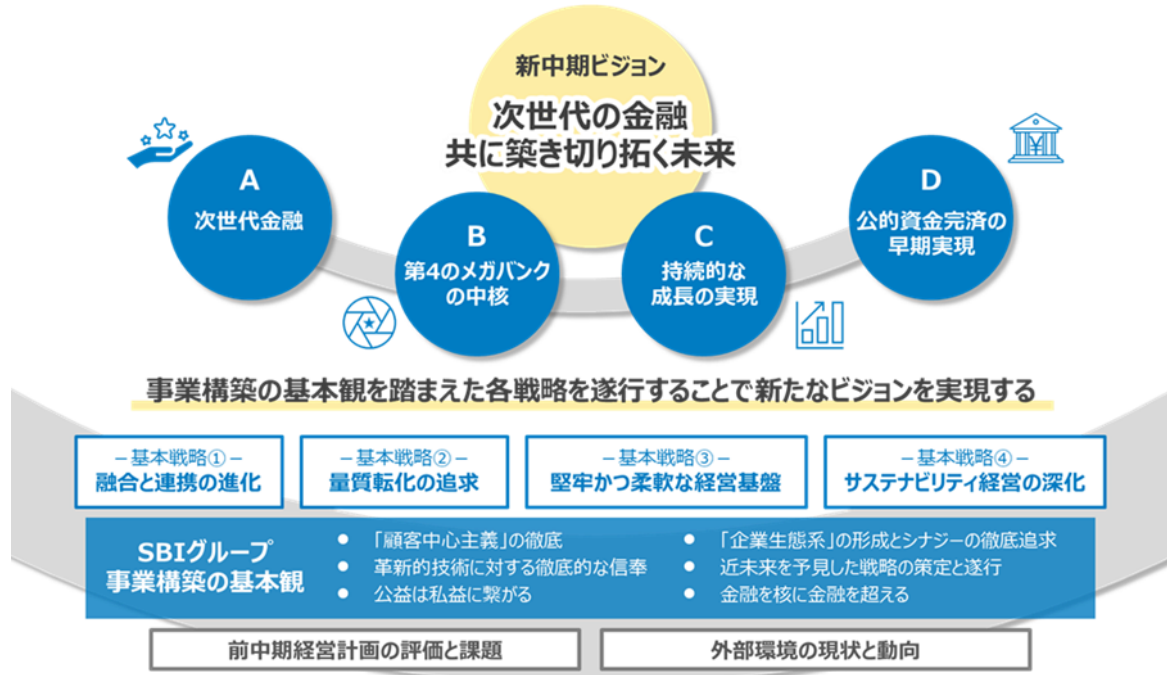 新中期ビジョン
次世代の金融
共に築き切り拓く未来
A
次世代金融
B
第4のメガバンク
の中核
C
持続的な
成長の実現
D
公的資金完済の
早期実現
¥
事業構築の基本観を踏まえた各戦略を遂行することで新たなビジョンを実現する
－基本戦略①－
融合と連携の進化
－基本戦略②－
量質転化の追求
－基本戦略③－
堅牢かつ柔軟な経営基盤
－基本戦略④－
サステナビリティ経営の深化
SBIグループ
事業構築の基本観
● 「顧客中心主義」の徹底
● 革新的技術に対する徹底的な信奉
● 公益は私益に繋がる
● 「企業生態系」の形成とシナジーの徹底追求
● 近未来を予見した戦略の策定と遂行
● 金融を核に金融を超える
前中期経営計画の評価と課題
外部環境の現状と動向